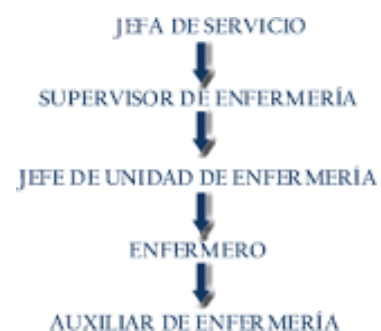 JEFA DE SERVICIO
SUPERVISOR DE ENFERMERÍA
JEFE DE UNIDAD DE ENFERMERÍA
ENFERMERO
AUXILIAR DE ENFERMERÍA